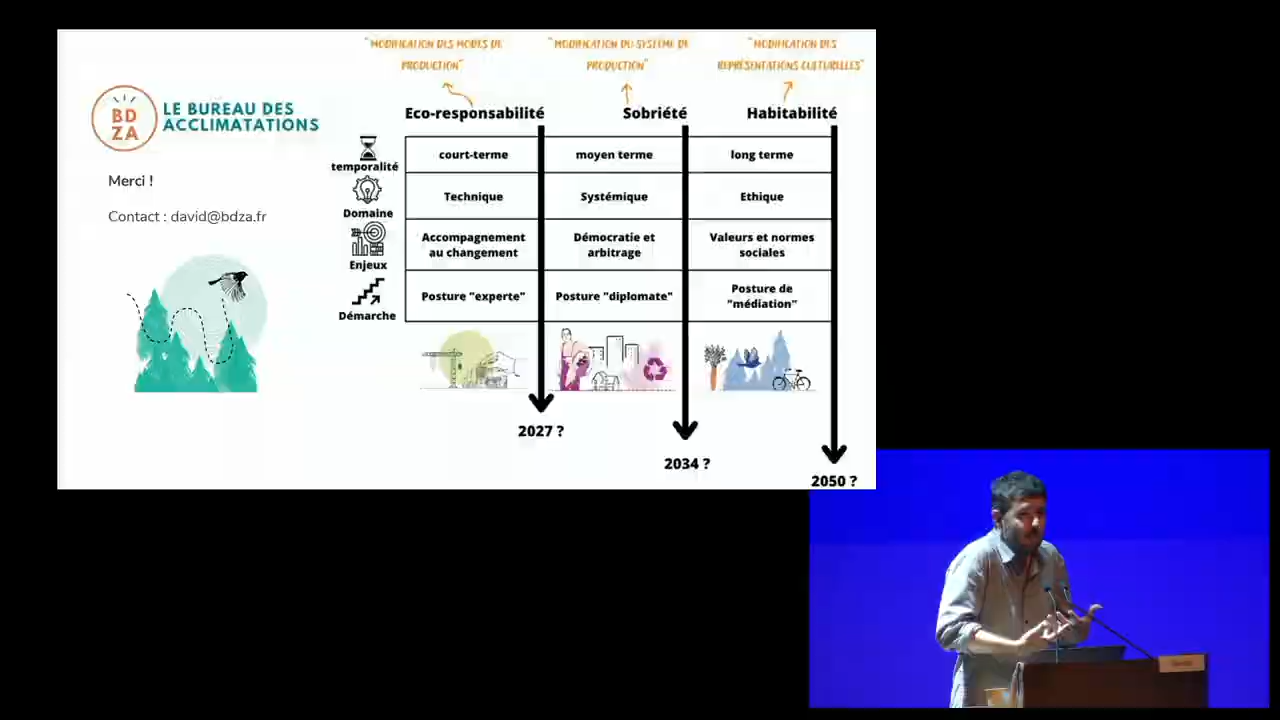 "MODIFICATION DES MODES DE
PRODUCTION"
"MODIFICATION DU SYSTÈME DE
PRODUCTION"
"MODIFICATION DES
REPRÉSENTATIONS CULTURELLES"
BD
ZA
LE BUREAU DES
ACCLIMATATIONS
Merci !
Contact : david@bdza.fr
Eco-responsabilité
Sobriété
Habitabilité
temporalité
court-terme
moyen terme
long terme
Domaine
Technique
Systémique
Ethique
Enjeux
Accompagnement
au changement
Démocratie et
arbitrage
Valeurs et normes
sociales
Démarche
Posture "experte"
Posture "diplomate"
Posture de
"médiation"
2027 ?
2034 ?
2050 ?